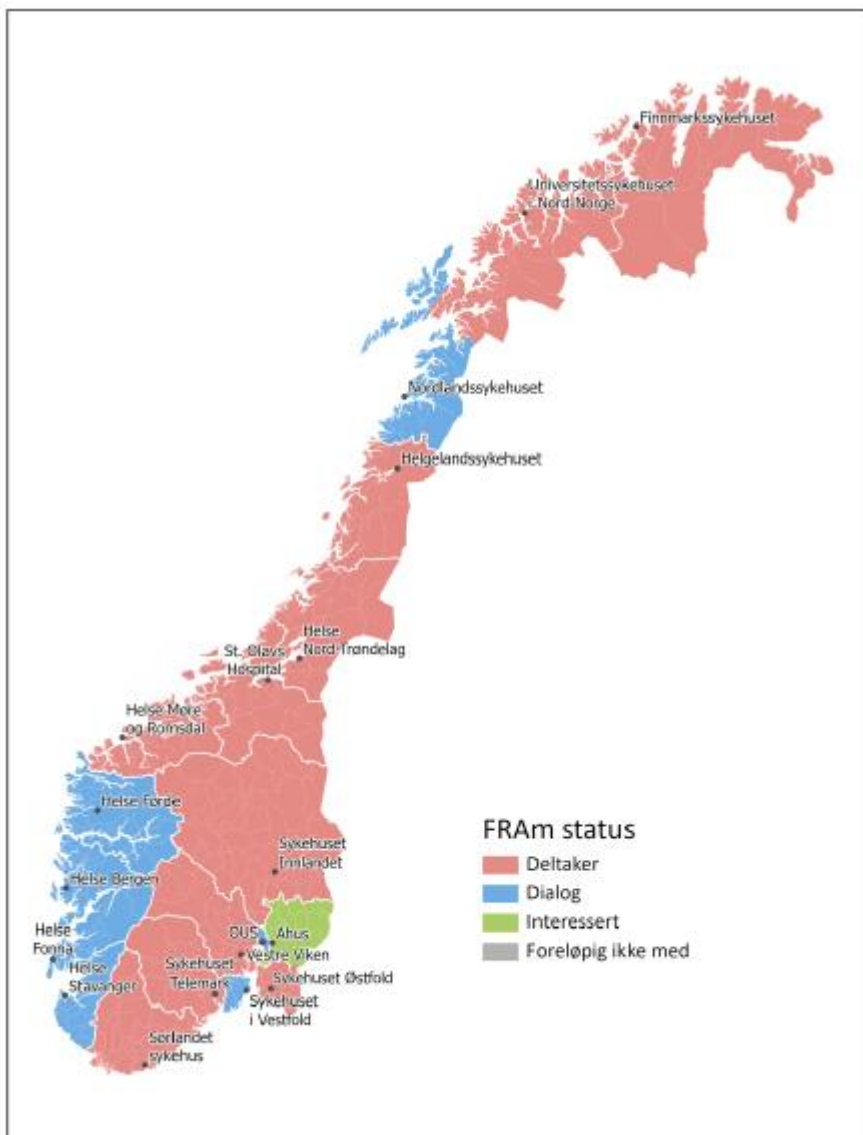 Finnmarkssykehuset
Universitetssykehuset
i Nord-Norge
Nordlandssykehuset
Helgelandssykehuset
Helse
Nord-Trøndelag
St. Olavs
Hospital
Helse Møre
og Romsdal
Helse Førde
Sykehuset
Innlandet
Helse Bergen
Helse
Fonna
OUS
Ahus
Vestre Viken
Helse
Stavanger
Sykehuset
Telemark
Sykehuset Østfold
Sykehuset
i Vestfold
Sørlandet
sykehus
FRAm status
Deltaker
Dialog
Interessert
Foreløpig ikke med